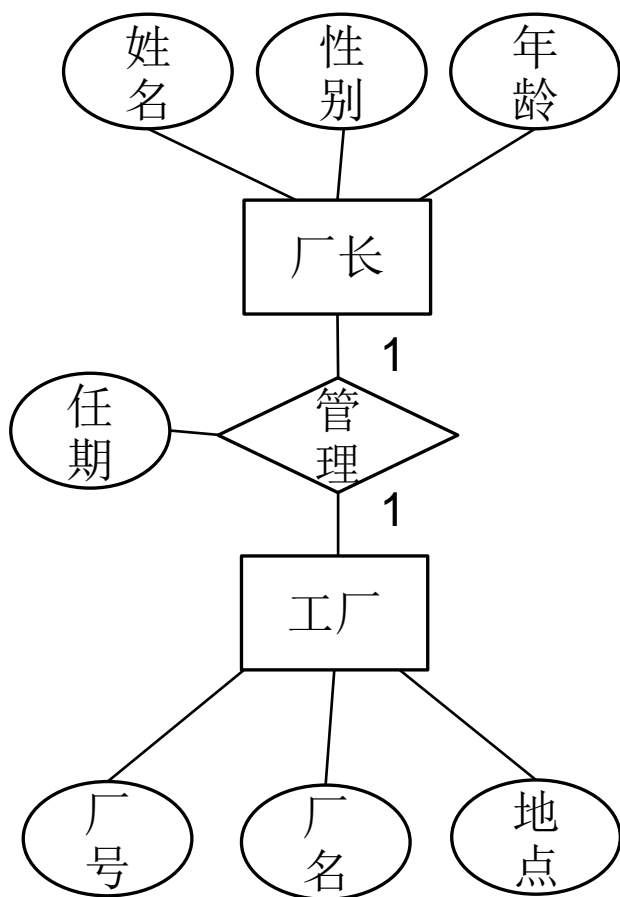 姓
名
性
别
年
龄
厂长
1
任
期
管
理
1
工厂
厂
号
厂
名
地
点